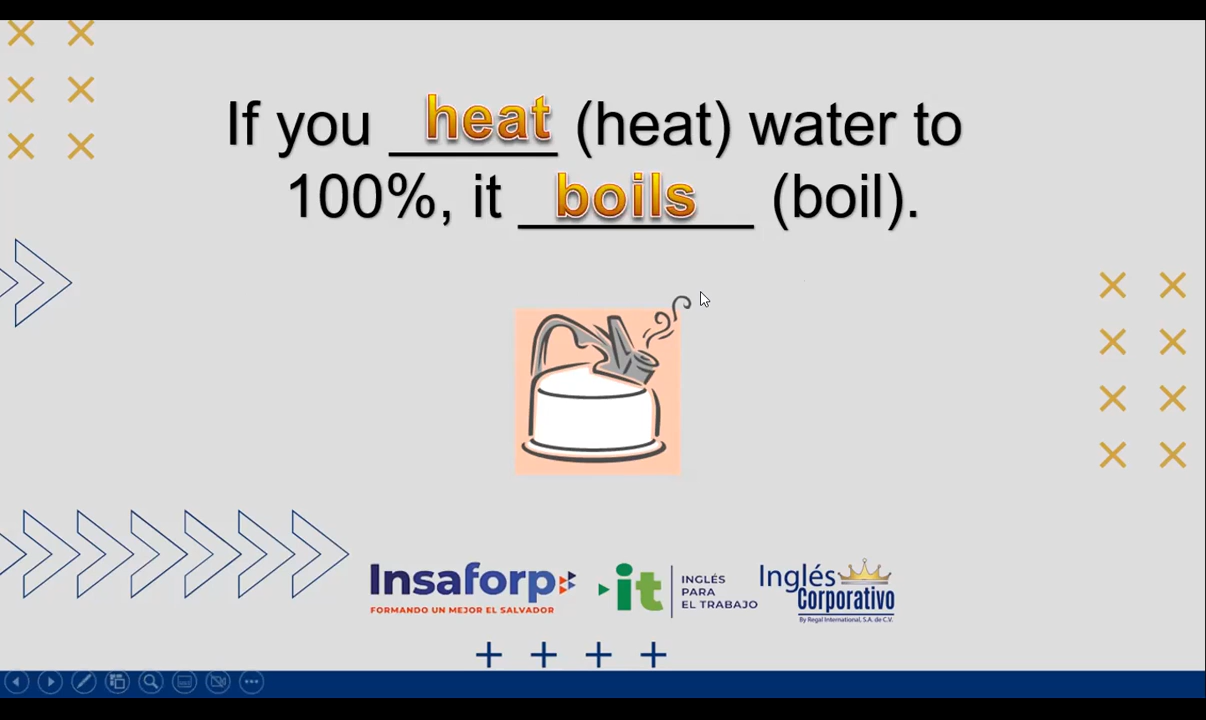 If you heat (heat) water to
100%, it boils (boil).
Insaforp
FORMANDO UN MEJOR EL SALVADOR
it
INGLÉS
PARA
EL TRABAJO
Inglés
Corporativo
By Regal International, S.A. de C.V.